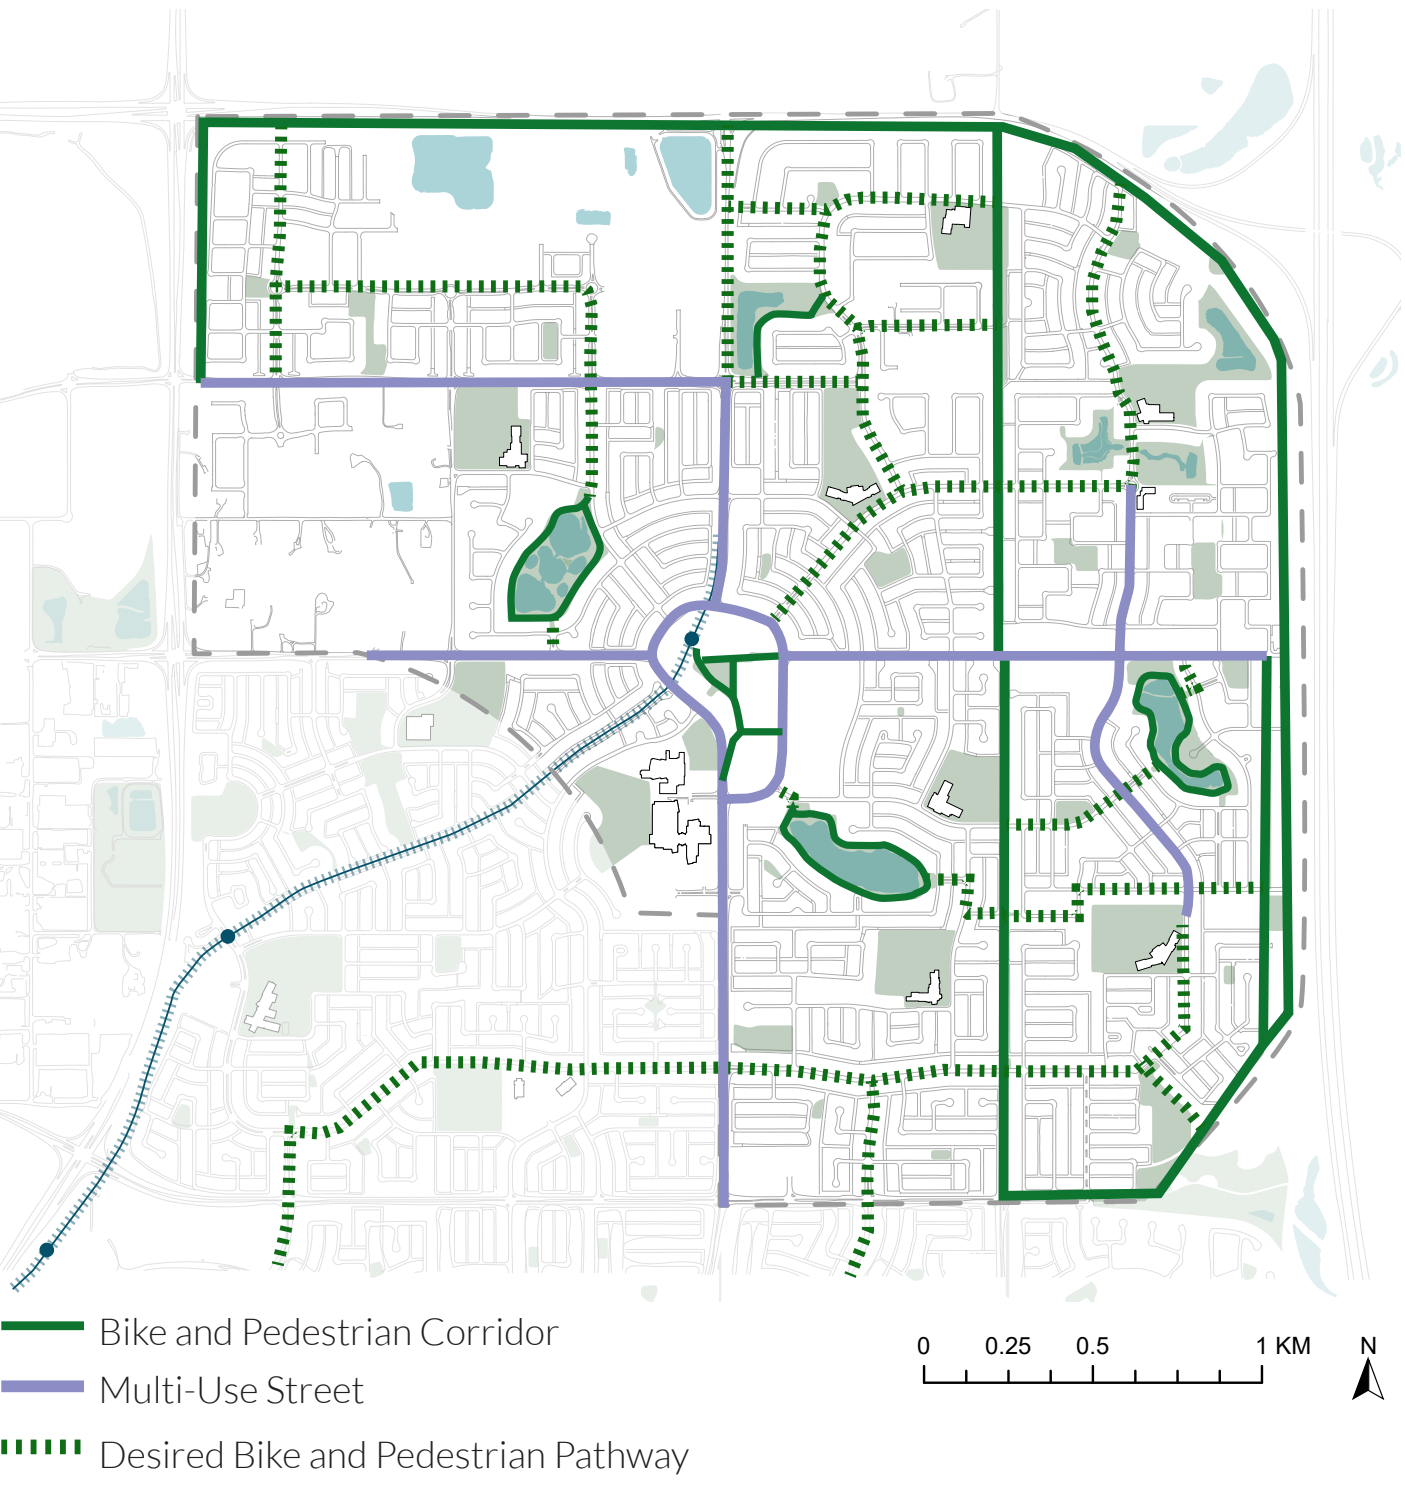 Bike and Pedestrian Corridor
Multi-Use Street
Desired Bike and Pedestrian Pathway
0 0.25 0.5 1 KM
N